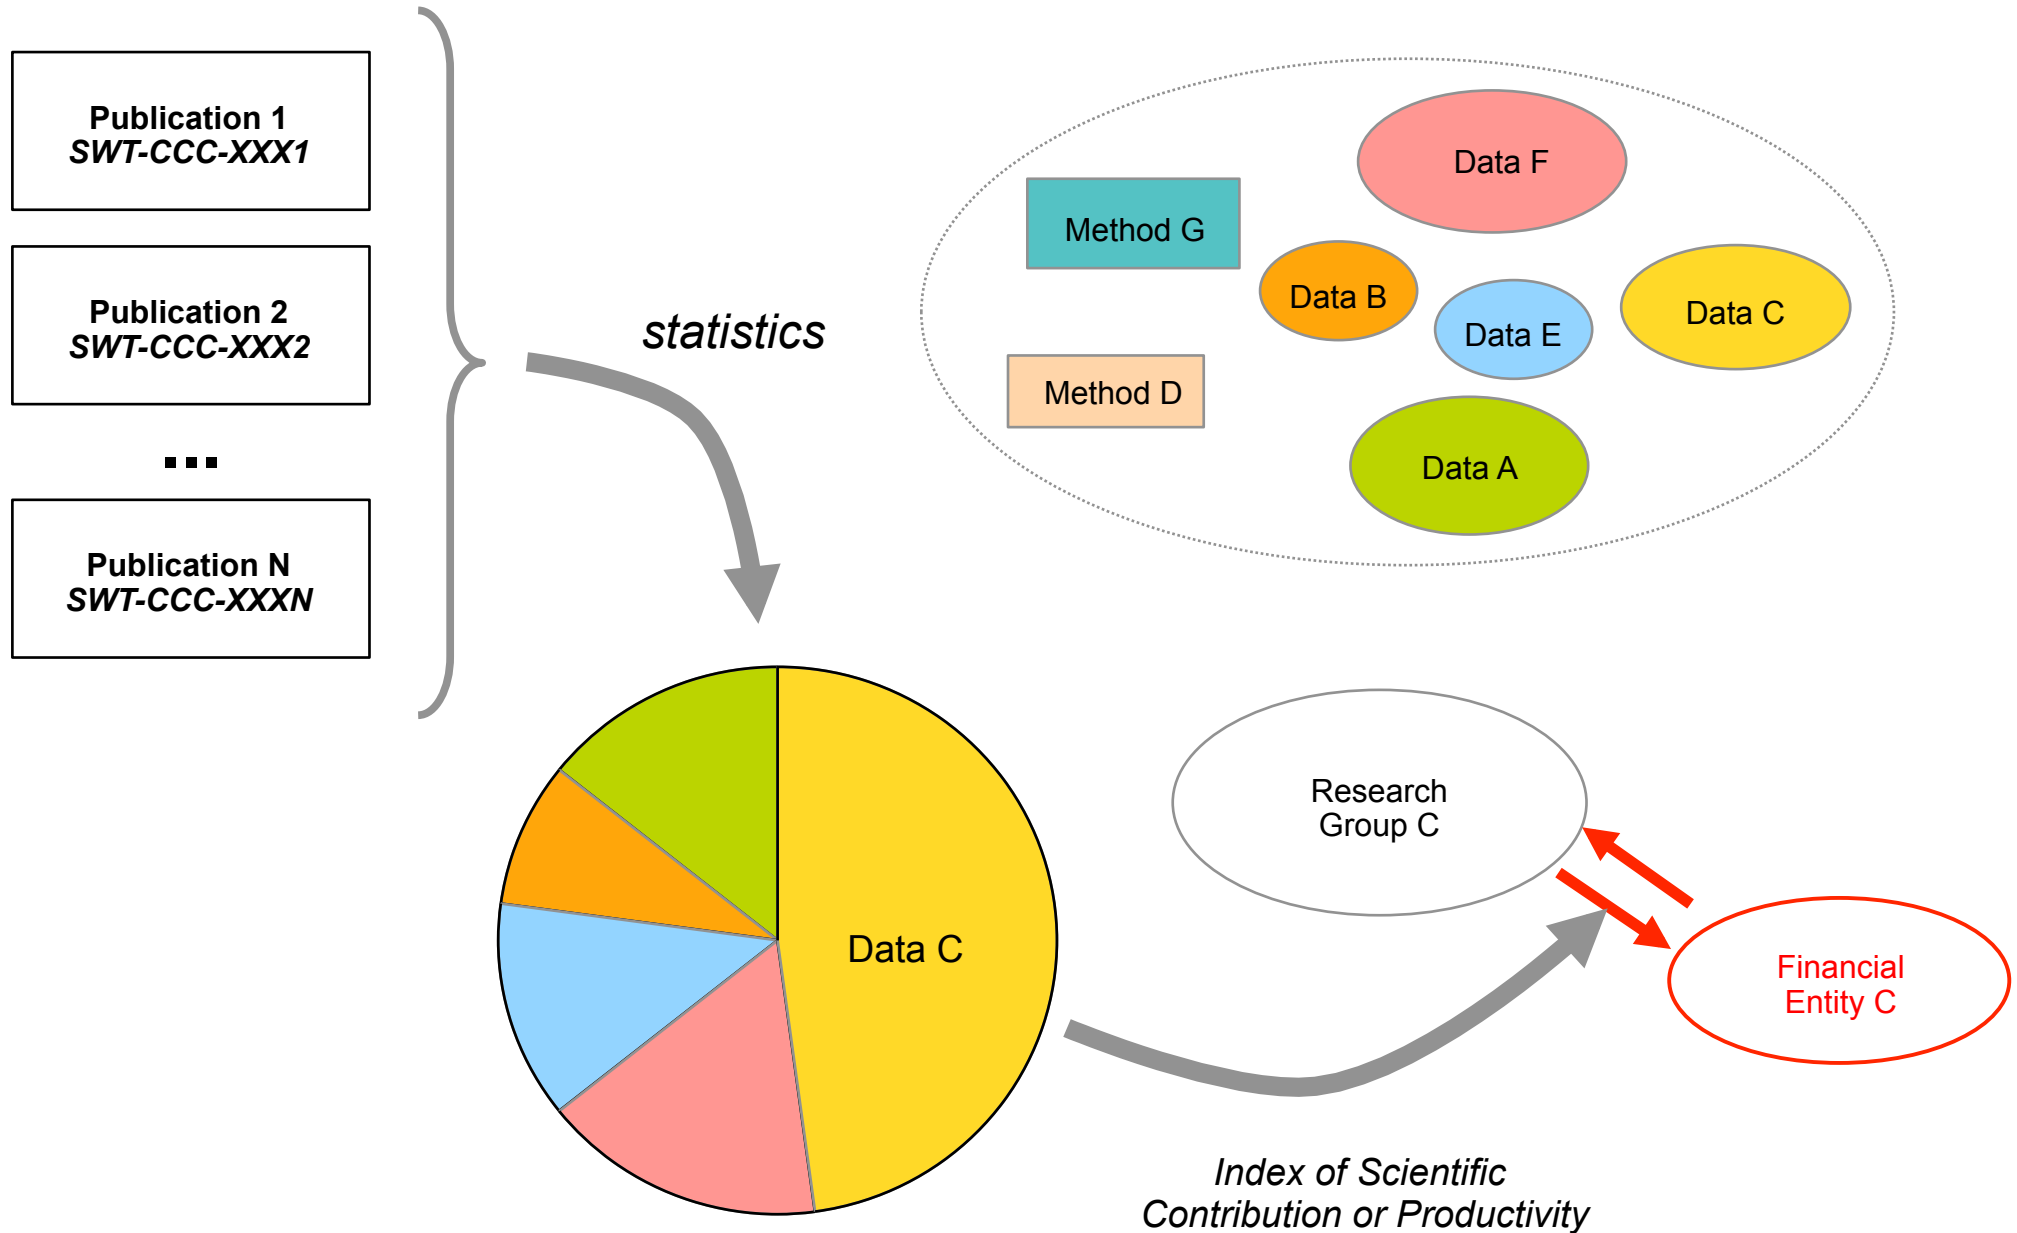 Publication 1
SWT-CCC-XXX1
Publication 2
SWT-CCC-XXX2
...
Publication N
SWT-CCC-XXXN
statistics
Data F
Method G
Data B
Data E
Data C
Method D
Data A
Data C
Research
Group C
Financial
Entity C
Index of Scientific
Contribution or Productivity